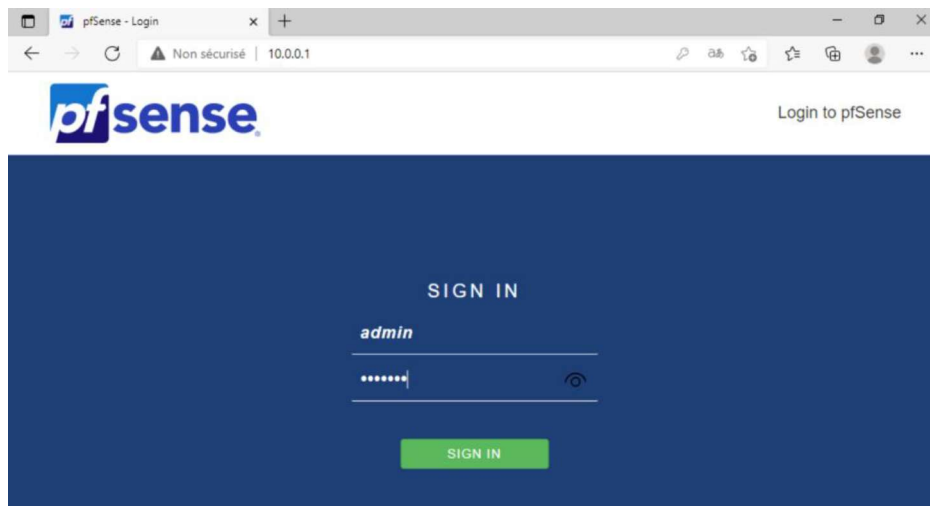 pfSense - Login
Non sécurisé | 10.0.0.1
pfsense
Login to pfSense
SIGN IN
admin
•••••••
SIGN IN